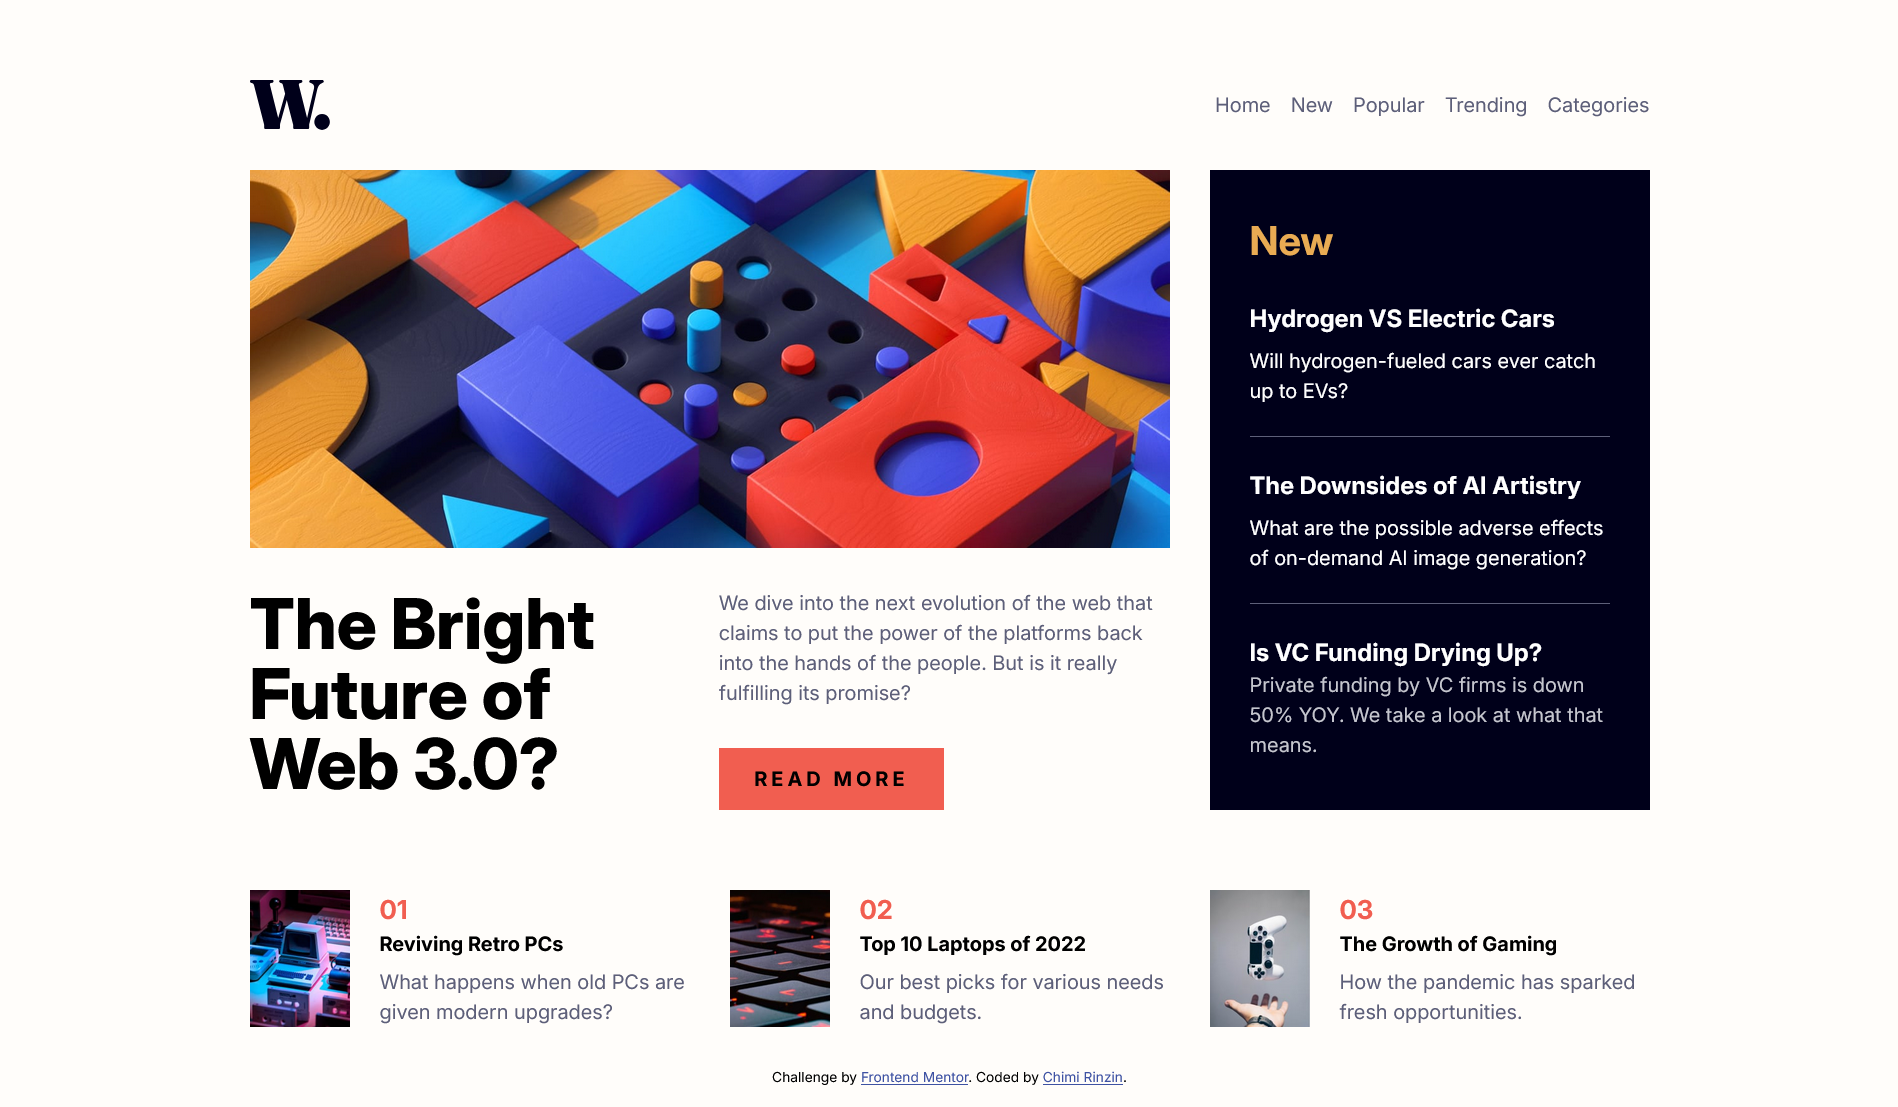 W.
Home New Popular Trending Categories
The Bright
Future of
Web 3.0?
We dive into the next evolution of the web that
claims to put the power of the platforms back
into the hands of the people. But is it really
fulfilling its promise?
READ MORE
New
Hydrogen VS Electric Cars
Will hydrogen-fueled cars ever catch
up to EVs?
The Downsides of AI Artistry
What are the possible adverse effects
of on-demand AI image generation?
Is VC Funding Drying Up?
Private funding by VC firms is down
50% YOY. We take a look at what that
means.
01
Reviving Retro PCs
What happens when old PCs are
given modern upgrades?
02
Top 10 Laptops of 2022
Our best picks for various needs
and budgets.
03
The Growth of Gaming
How the pandemic has sparked
fresh opportunities.
Challenge by Frontend Mentor. Coded by Chimi Rinzin.